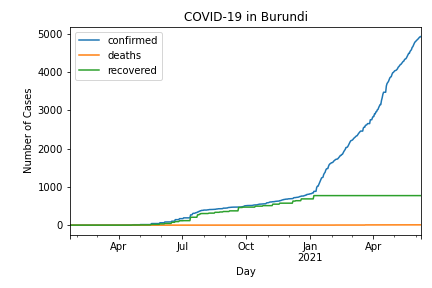 COVID-19 in Burundi
confirmed
deaths
recovered
Number of Cases
5000
4000
3000
2000
1000
0
Apr
Jul
Oct
Jan
2021
Apr
Day